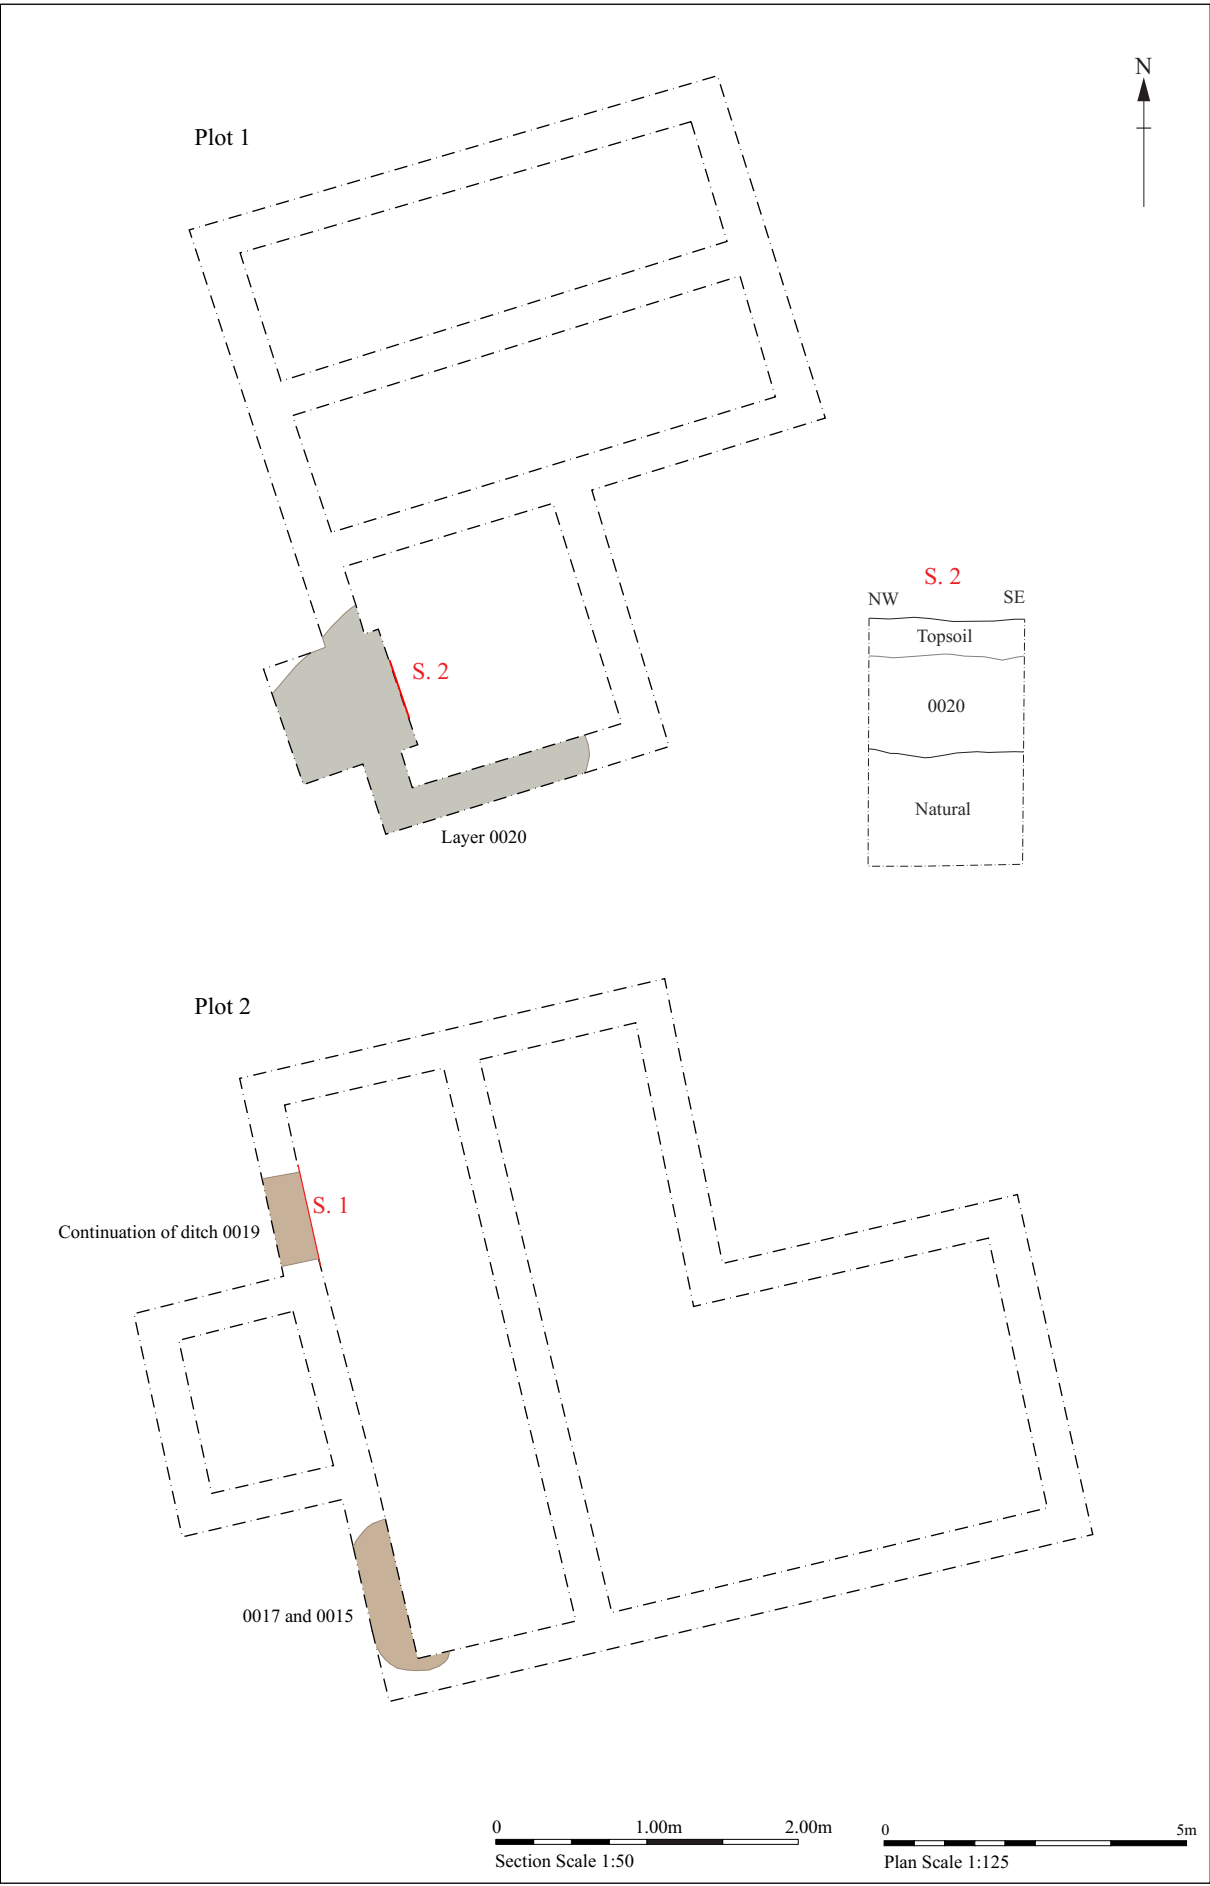 N
Plot 1
S. 2
NW SE
Topsoil
S. 2
0020
Natural
Layer 0020
Plot 2
S. 1
Continuation of ditch 0019
0017 and 0015
0 1.00m 2.00m
Section Scale 1:50
0 5m
Plan Scale 1:125